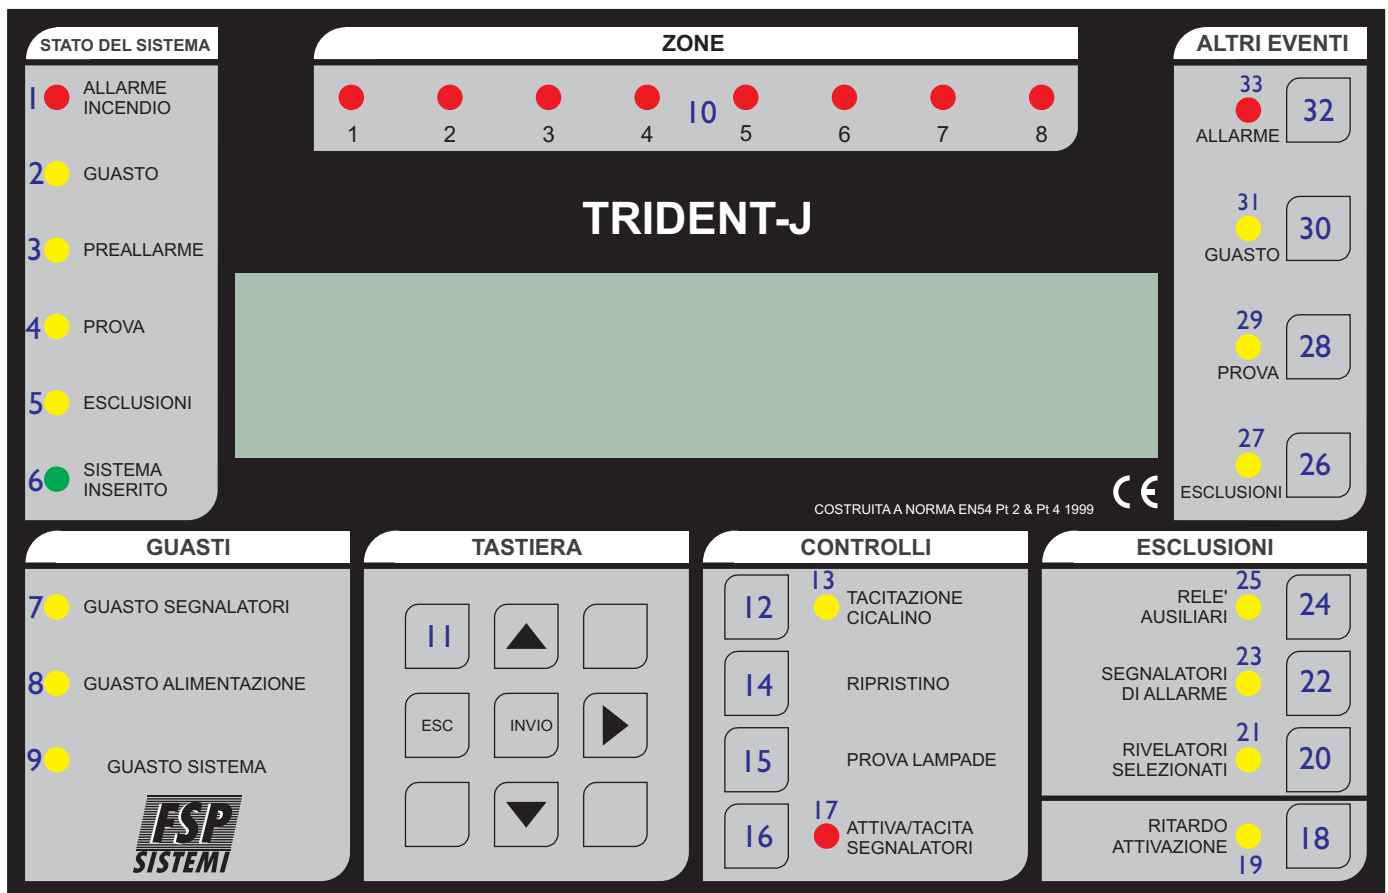 STATO DEL SISTEMA
1 ALLARME
INCENDIO
2 GUASTO
3 PREALLARME
4 PROVA
5 ESCLUSIONI
6 SISTEMA
INSERITO
ZONE
10
1 2 3 4 5 6 7 8
TRIDENT-J
COSTRUITA A NORMA EN54 Pt 2 & Pt 4 1999
CE
ALTRI EVENTI
33
ALLARME
32
31
GUASTO
30
29
PROVA
28
27
ESCLUSIONI
26
GUASTI
7 GUASTO SEGNALATORI
8 GUASTO ALIMENTAZIONE
9 GUASTO SISTEMA
FSP
SISTEMI
TASTIERA
11
ESC INVIO
CONTROLLI
12 13 TACITAZIONE
CICALINO
14 RIPRISTINO
15 PROVA LAMPADE
16 17 ATTIVA/TACITA
SEGNALATORI
ESCLUSIONI
RELE'
AUSILIARI
25 24
SEGNALATORI
DI ALLARME
23 22
RIVELATORI
SELEZIONATI
21 20
RITARDO
ATTIVAZIONE
19 18